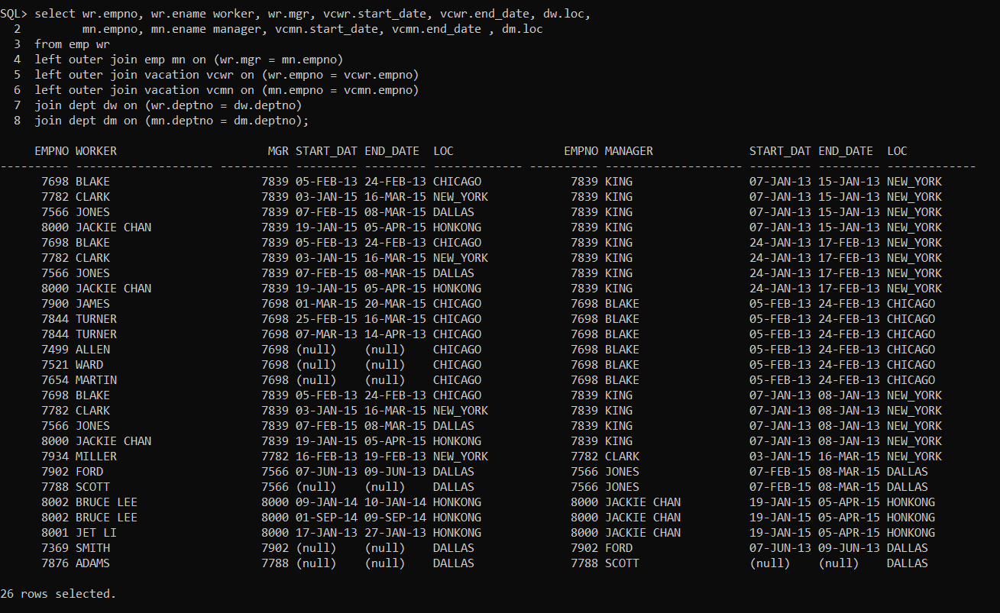 SQL> select wr.empno, wr.ename worker, wr.mgr, vcwr.start_date, vcwr.end_date, dw.loc,
  2         mn.empno, mn.ename manager, vcmn.start_date, vcmn.end_date , dm.loc
  3  from emp wr
  4  left outer join emp mn on (wr.mgr = mn.empno)
  5  left outer join vacation vcwr on (wr.empno = vcwr.empno)
  6  left outer join vacation vcmn on (mn.empno = vcmn.empno)
  7  join dept dw on (wr.deptno = dw.deptno)
  8  join dept dm on (mn.deptno = dm.deptno);
     EMPNO WORKER                      MGR START_DAT END_DATE  LOC                EMPNO MANAGER              START_DAT END_DATE  LOC
---------- -------------------- ---------- --------- --------- ------------- ---------- -------------------- --------- --------- -------------
      7698 BLAKE                      7839 05-FEB-13 24-FEB-13 CHICAGO             7839 KING                 07-JAN-13 15-JAN-13 NEW_YORK
      7782 CLARK                      7839 03-JAN-15 16-MAR-15 NEW_YORK            7839 KING                 07-JAN-13 15-JAN-13 NEW_YORK
      7566 JONES                      7839 07-FEB-15 08-MAR-15 DALLAS              7839 KING                 07-JAN-13 15-JAN-13 NEW_YORK
      8000 JACKIE CHAN                7839 19-JAN-15 05-APR-15 HONKONG             7839 KING                 07-JAN-13 15-JAN-13 NEW_YORK
      7698 BLAKE                      7839 05-FEB-13 24-FEB-13 CHICAGO             7839 KING                 24-JAN-13 17-FEB-13 NEW_YORK
      7782 CLARK                      7839 03-JAN-15 16-MAR-15 NEW_YORK            7839 KING                 24-JAN-13 17-FEB-13 NEW_YORK
      7566 JONES                      7839 07-FEB-15 08-MAR-15 DALLAS              7839 KING                 24-JAN-13 17-FEB-13 NEW_YORK
      8000 JACKIE CHAN                7839 19-JAN-15 05-APR-15 HONKONG             7839 KING                 24-JAN-13 17-FEB-13 NEW_YORK
      7900 JAMES                      7698 01-MAR-15 20-MAR-15 CHICAGO             7698 BLAKE                05-FEB-13 24-FEB-13 CHICAGO
      7844 TURNER                     7698 25-FEB-15 16-MAR-15 CHICAGO             7698 BLAKE                05-FEB-13 24-FEB-13 CHICAGO
      7844 TURNER                     7698 07-MAR-13 14-APR-13 CHICAGO             7698 BLAKE                05-FEB-13 24-FEB-13 CHICAGO
      7499 ALLEN                      7698 (null)    (null)    CHICAGO             7698 BLAKE                05-FEB-13 24-FEB-13 CHICAGO
      7521 WARD                       7698 (null)    (null)    CHICAGO             7698 BLAKE                05-FEB-13 24-FEB-13 CHICAGO
      7654 MARTIN                     7698 (null)    (null)    CHICAGO             7698 BLAKE                05-FEB-13 24-FEB-13 CHICAGO
      7698 BLAKE                      7839 05-FEB-13 24-FEB-13 CHICAGO             7839 KING                 07-JAN-13 08-JAN-13 NEW_YORK
      7782 CLARK                      7839 03-JAN-15 16-MAR-15 NEW_YORK            7839 KING                 07-JAN-13 08-JAN-13 NEW_YORK
      7566 JONES                      7839 07-FEB-15 08-MAR-15 DALLAS              7839 KING                 07-JAN-13 08-JAN-13 NEW_YORK
      8000 JACKIE CHAN                7839 19-JAN-15 05-APR-15 HONKONG             7839 KING                 07-JAN-13 08-JAN-13 NEW_YORK
      7934 MILLER                     7782 16-FEB-13 19-FEB-13 NEW_YORK            7782 CLARK                03-JAN-15 16-MAR-15 NEW_YORK
      7902 FORD                       7566 07-JUN-13 09-JUN-13 DALLAS              7566 JONES                07-FEB-15 08-MAR-15 DALLAS
      7788 SCOTT                      7566 (null)    (null)    DALLAS              7566 JONES                07-FEB-15 08-MAR-15 DALLAS
      8002 BRUCE LEE                  8000 09-JAN-14 10-JAN-14 HONKONG             8000 JACKIE CHAN          19-JAN-15 05-APR-15 HONKONG
      8002 BRUCE LEE                  8000 01-SEP-14 09-SEP-14 HONKONG             8000 JACKIE CHAN          19-JAN-15 05-APR-15 HONKONG
      8001 JET LI                     8000 17-JAN-13 27-JAN-13 HONKONG             8000 JACKIE CHAN          19-JAN-15 05-APR-15 HONKONG
      7369 SMITH                      7902 (null)    (null)    DALLAS              7902 FORD                 07-JUN-13 09-JUN-13 DALLAS
      7876 ADAMS                      7788 (null)    (null)    DALLAS              7788 SCOTT                (null)    (null)    DALLAS
26 rows selected.